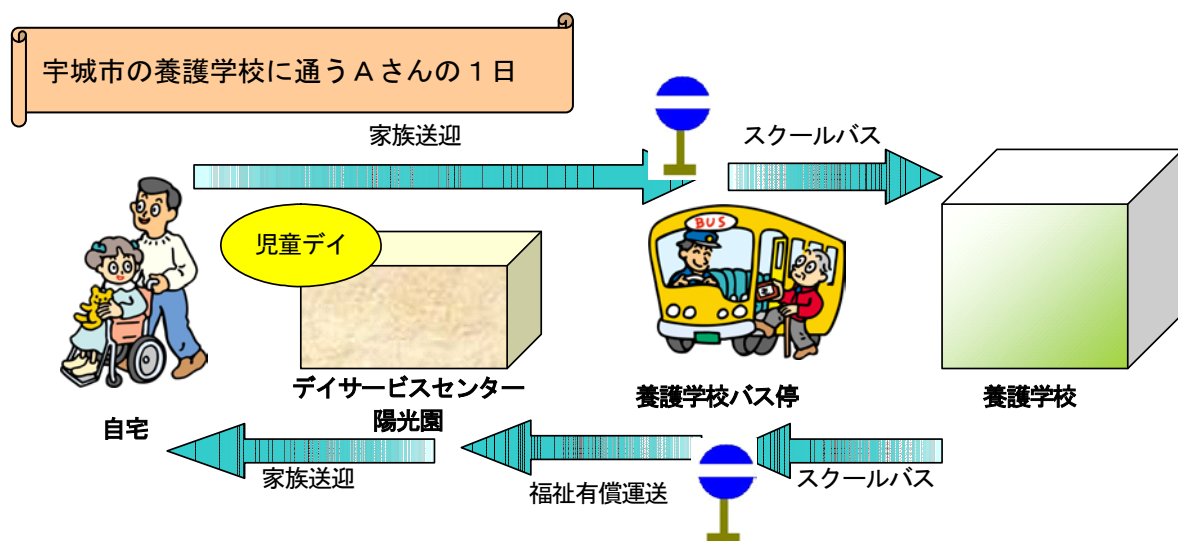 宇城市の養護学校に通うAさんの1日
家族送迎
スクールバス
児童デイ
BUS
デイサービスセンター
陽光園
養護学校バス停
養護学校
自宅
家族送迎
福祉有償運送
スクールバス